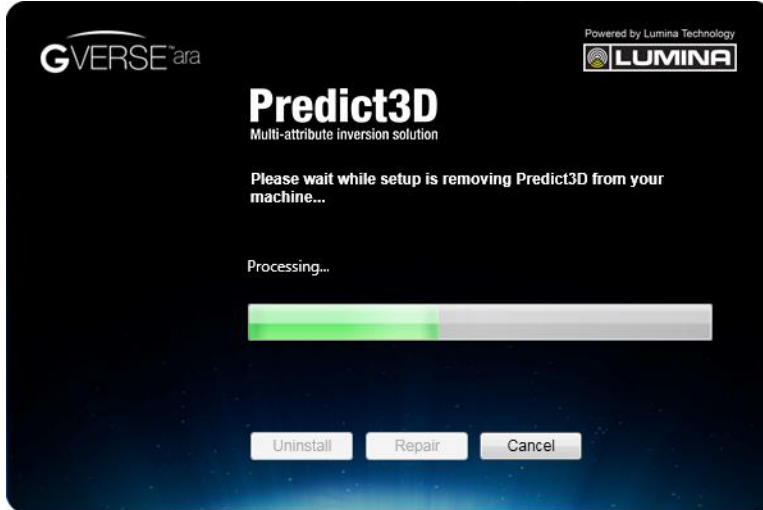 GVERSE™ara
Powered by Lumina Technology
LUMINA
Predict3D
Multi-attribute inversion solution
Please wait while setup is removing Predict3D from your
machine...
Processing...
Uninstall
Repair
Cancel